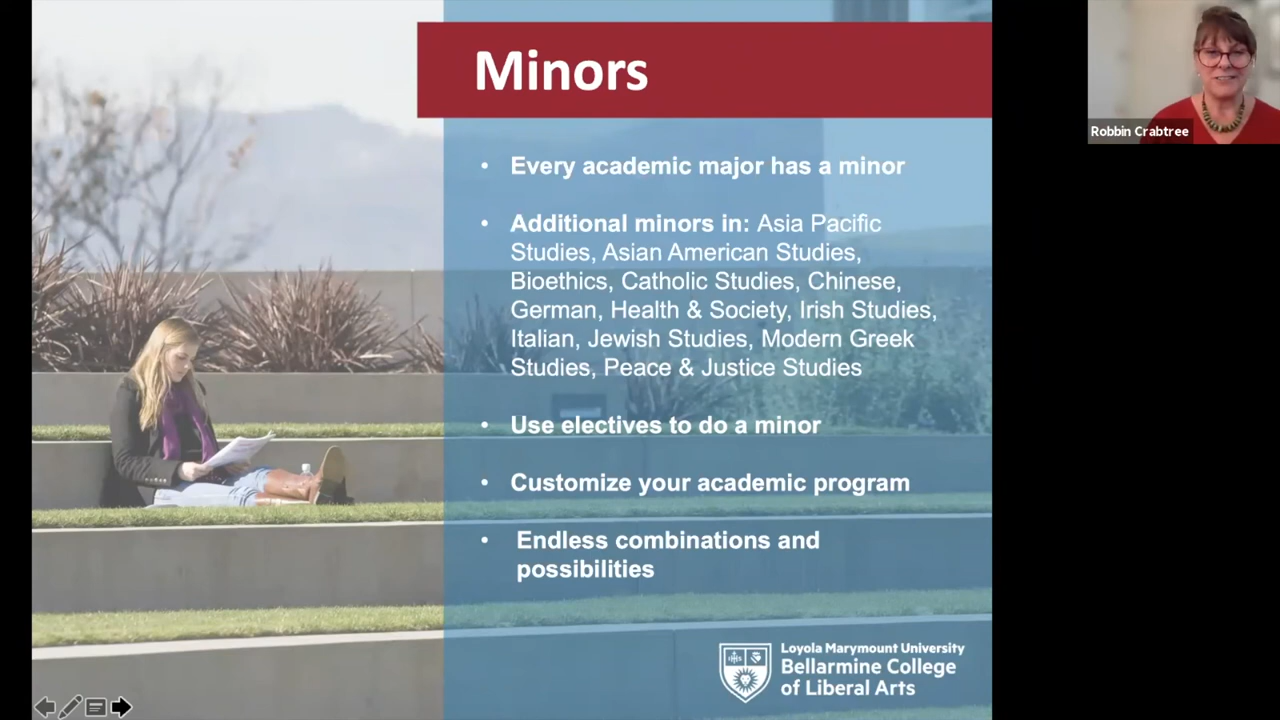 Minors
• Every academic major has a minor
• Additional minors in: Asia Pacific
Studies, Asian American Studies,
Bioethics, Catholic Studies, Chinese,
German, Health & Society, Irish Studies,
Italian, Jewish Studies, Modern Greek
Studies, Peace & Justice Studies
• Use electives to do a minor
• Customize your academic program
• Endless combinations and
possibilities
Loyola Marymount University
Bellarmine College
of Liberal Arts
Robbin Crabtree